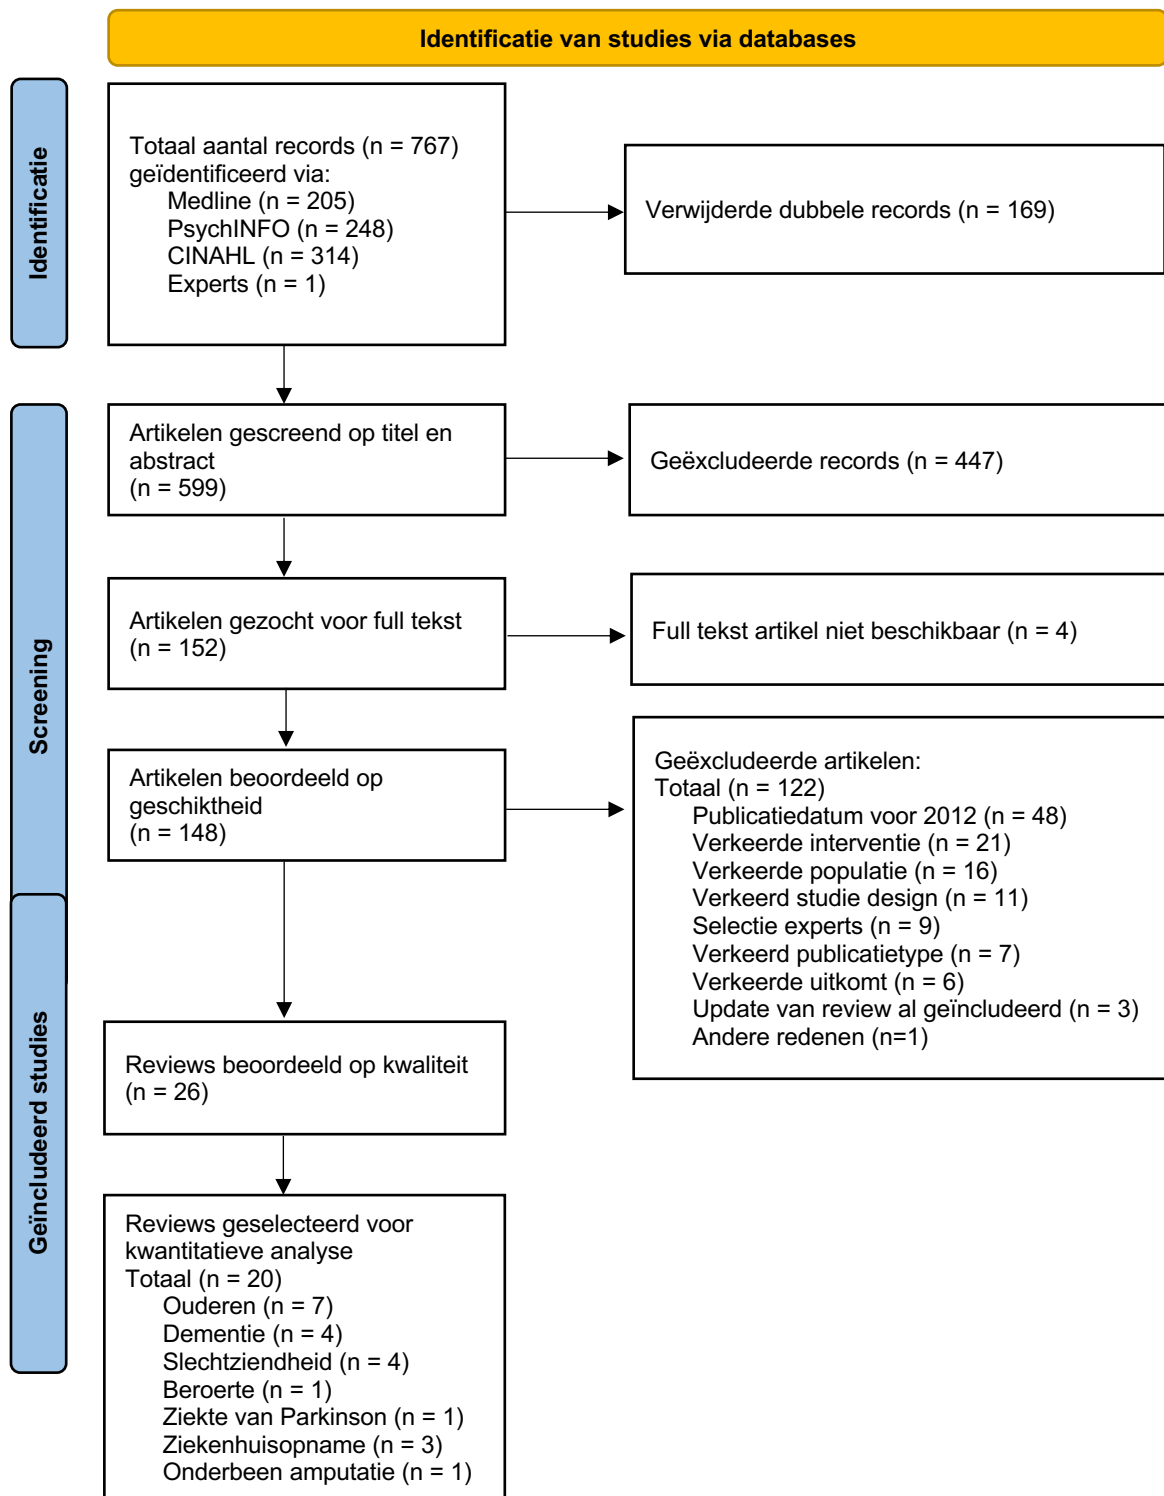 Identificatie van studies via databases
Identificatie
Totaal aantal records (n = 767)
geïdentificeerd via:
Medline (n = 205)
PsychINFO (n = 248)
CINAHL (n = 314)
Experts (n = 1)
Verwijderde dubbele records (n = 169)
Screening
Artikelen gescreend op titel en
abstract
(n = 599)
Geëxcludeerde records (n = 447)
Artikelen gezocht voor full tekst
(n = 152)
Full tekst artikel niet beschikbaar (n = 4)
Artikelen beoordeeld op
geschiktheid
(n = 148)
Geëxcludeerde artikelen:
Totaal (n = 122)
Publicatiedatum voor 2012 (n = 48)
Verkeerde interventie (n = 21)
Verkeerde populatie (n = 16)
Verkeerd studie design (n = 11)
Selectie experts (n = 9)
Verkeerd publicatietype (n = 7)
Verkeerde uitkomt (n = 6)
Update van review al geïncludeerd (n = 3)
Andere redenen (n=1)
Geïncludeerd studies
Reviews beoordeeld op kwaliteit
(n = 26)
Reviews geselecteerd voor
kwantitatieve analyse
Totaal (n = 20)
Ouderen (n = 7)
Dementie (n = 4)
Slechtziendheid (n = 4)
Beroerte (n = 1)
Ziekte van Parkinson (n = 1)
Ziekenhuisopname (n = 3)
Onderbeen amputatie (n = 1)